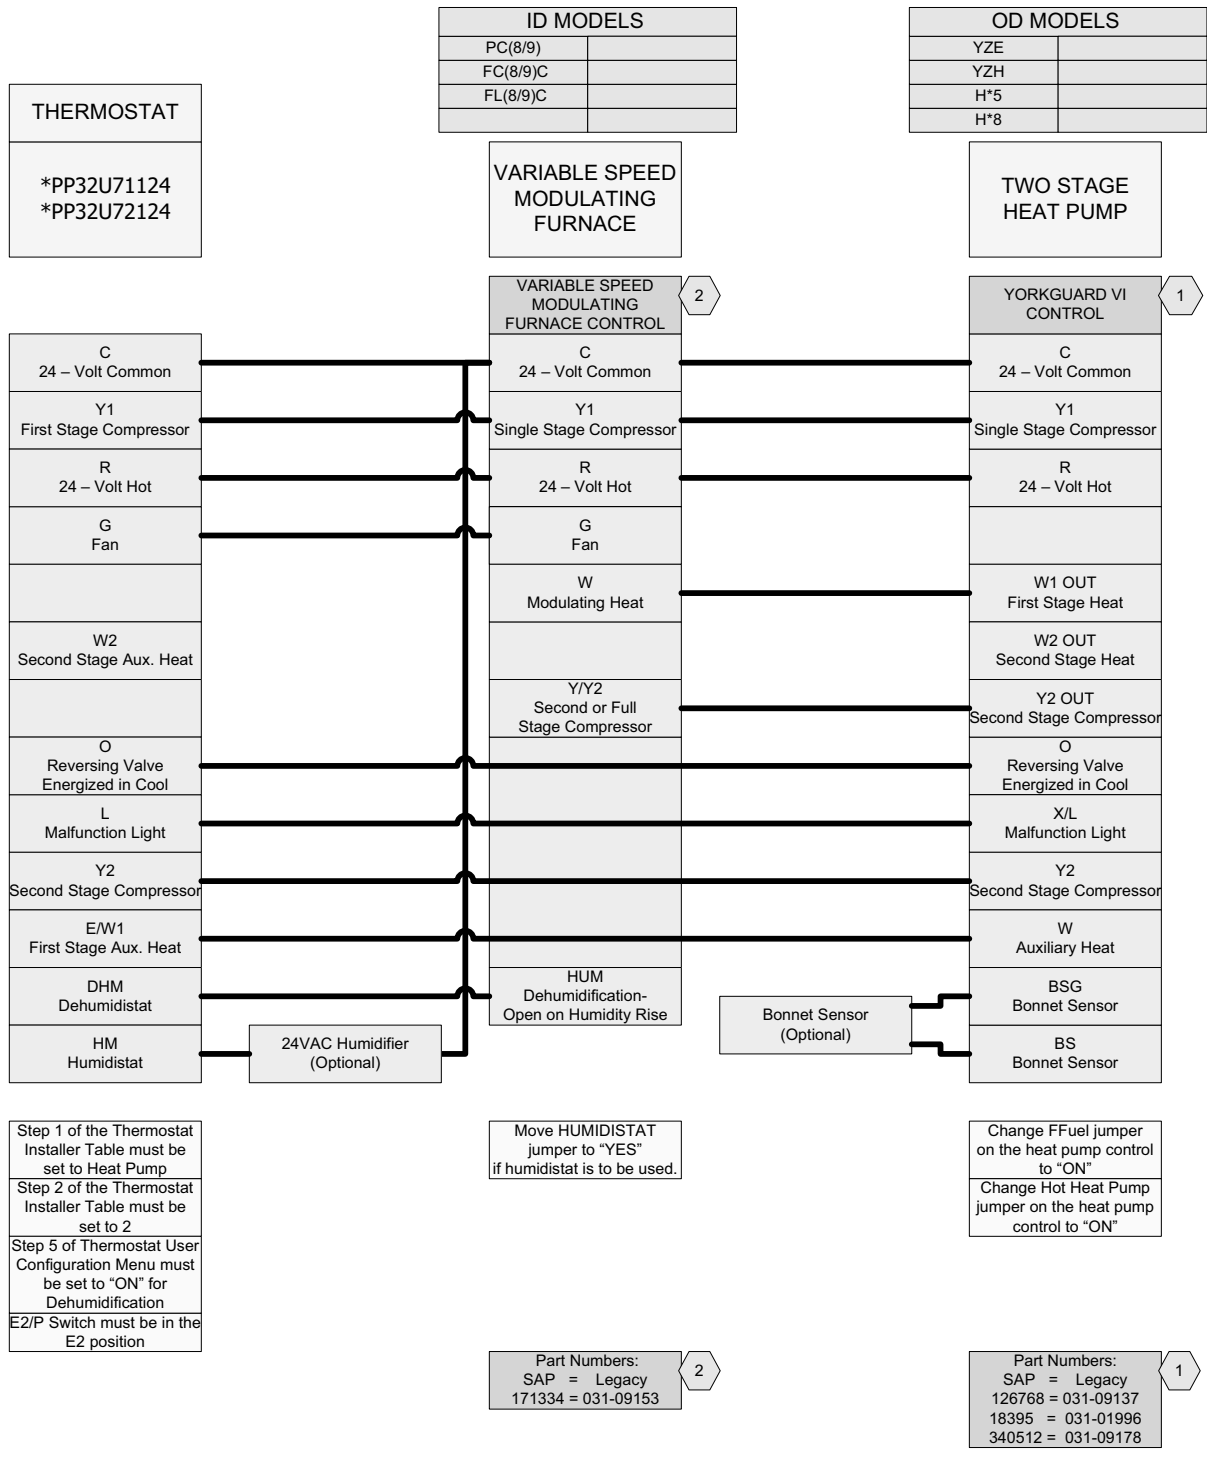 ID MODELS
PC(8/9)
FC(8/9)C
FL(8/9)C
OD MODELS
YZE
YZH
H*5
H*8
THERMOSTAT
*PP32U71124
*PP32U72124
VARIABLE SPEED
MODULATING
FURNACE
TWO STAGE
HEAT PUMP
VARIABLE SPEED
MODULATING
FURNACE CONTROL
2
YORKGUARD VI
CONTROL
1
C
24 – Volt Common
Y1
First Stage Compressor
R
24 – Volt Hot
G
Fan
W2
Second Stage Aux. Heat
O
Reversing Valve
Energized in Cool
L
Malfunction Light
Y2
Second Stage Compressor
E/W1
First Stage Aux. Heat
DHM
Dehumidistat
HM
Humidistat
24VAC Humidifier
(Optional)
C
24 – Volt Common
Y1
Single Stage Compressor
R
24 – Volt Hot
G
Fan
W
Modulating Heat
Y/Y2
Second or Full
Stage Compressor
HUM
Dehumidification-
Open on Humidity Rise
Bonnet Sensor
(Optional)
C
24 – Volt Common
Y1
Single Stage Compressor
R
24 – Volt Hot
W1 OUT
First Stage Heat
W2 OUT
Second Stage Heat
Y2 OUT
Second Stage Compressor
O
Reversing Valve
Energized in Cool
X/L
Malfunction Light
Y2
Second Stage Compressor
W
Auxiliary Heat
BSG
Bonnet Sensor
BS
Bonnet Sensor
Step 1 of the Thermostat
Installer Table must be
set to Heat Pump
Step 2 of the Thermostat
Installer Table must be
set to 2
Step 5 of Thermostat User
Configuration Menu must
be set to “ON” for
Dehumidification
E2/P Switch must be in the
E2 position
Move HUMIDISTAT
jumper to “YES”
if humidistat is to be used.
Change FFuel jumper
on the heat pump control
to “ON”
Change Hot Heat Pump
jumper on the heat pump
control to “ON”
Part Numbers:
SAP = Legacy
171334 = 031-09153
2
Part Numbers:
SAP = Legacy
126768 = 031-09137
18395 = 031-01996
340512 = 031-09178
1